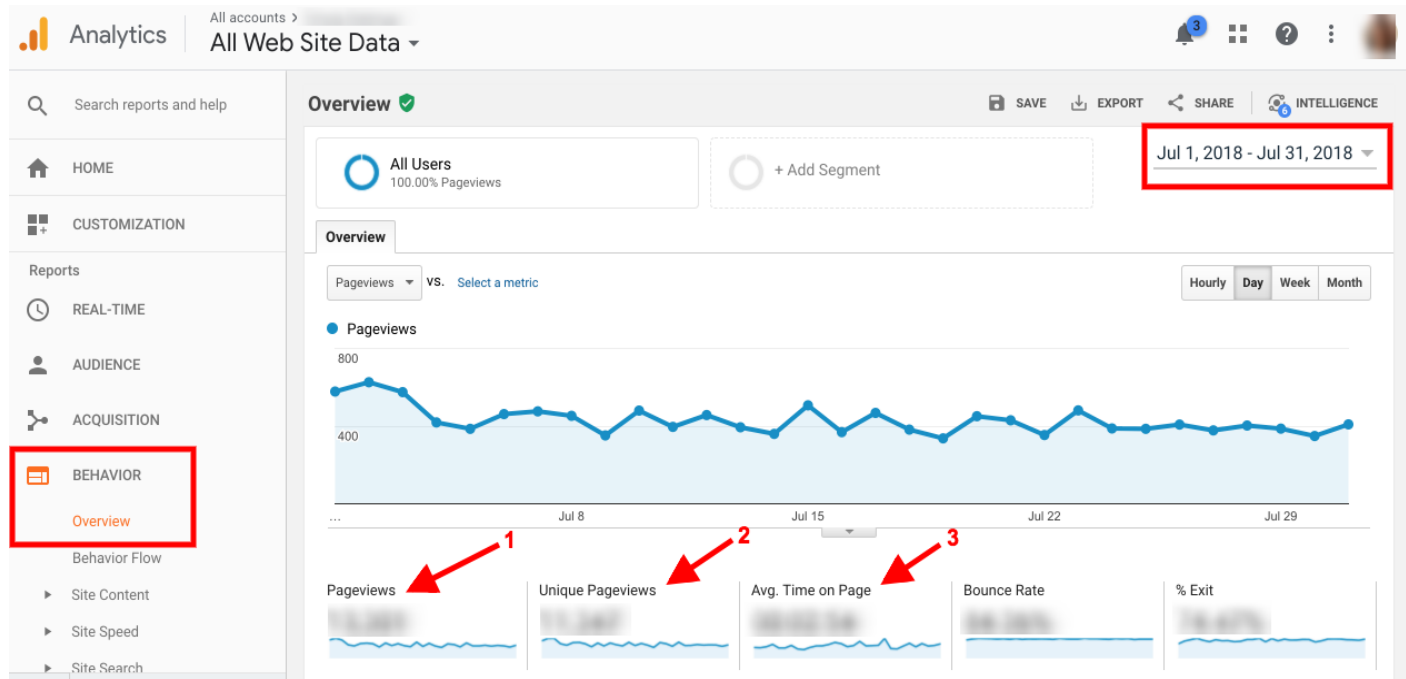 All accounts >
Analytics
All Web Site Data
3
Search reports and help
Overview
SAVE
EXPORT
SHARE
6
INTELLIGENCE
HOME
All Users
100.00% Pageviews
+ Add Segment
Jul 1, 2018 - Jul 31, 2018
CUSTOMIZATION
Overview
Reports
Pageviews
VS.
Select a metric
Hourly
Day
Week
Month
REAL-TIME
Pageviews
800
AUDIENCE
ACQUISITION
400
BEHAVIOR
Overview
...
Jul 8
Jul 15
Jul 22
Jul 29
1
2
3
Behavior Flow
Site Content
Site Speed
Site Search
Pageviews
Unique Pageviews
Avg. Time on Page
Bounce Rate
% Exit